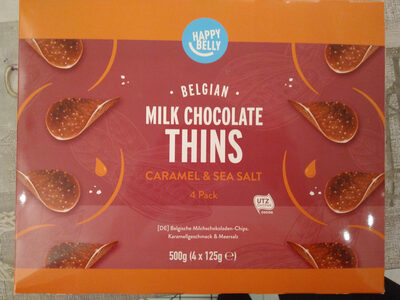 HAPPY
BELLY
• BELGIAN •
MILK CHOCOLATE
THINS
CARAMEL & SEA SALT
4 Pack
UTZ
[DE] Belgische Milchschokoladen-Chips,
Karamellgeschmack & Meersalz
500g (4 x 125g ℮)